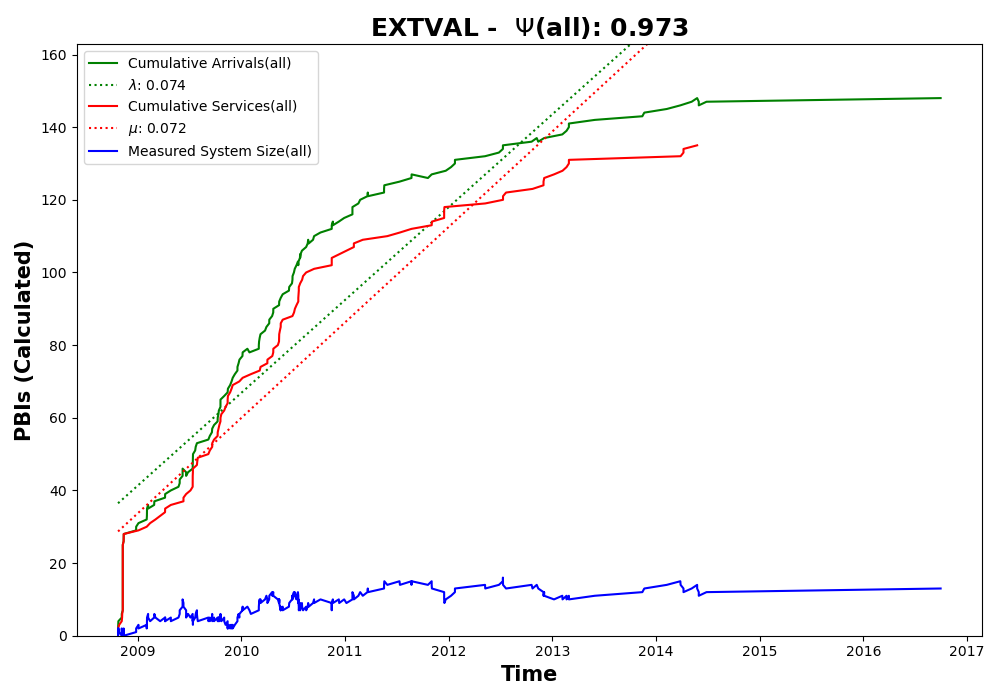 EXTVAL - Ψ(all): 0.973
Cumulative Arrivals(all)
λ: 0.074
Cumulative Services(all)
μ: 0.072
Measured System Size(all)
PBIs (Calculated)
160
140
120
100
80
60
40
20
0
2009 2010 2011 2012 2013 2014 2015 2016 2017
Time